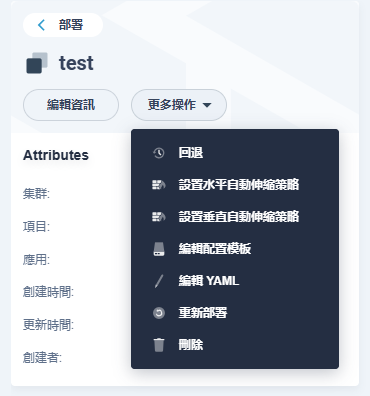 部署
test
編輯資訊
更多操作
Attributes
集群:
項目:
應用:
創建時間:
更新時間:
創建者:
回退
設置水平自動伸縮策略
設置垂直自動伸縮策略
編輯配置模板
編輯 YAML
重新部署
刪除